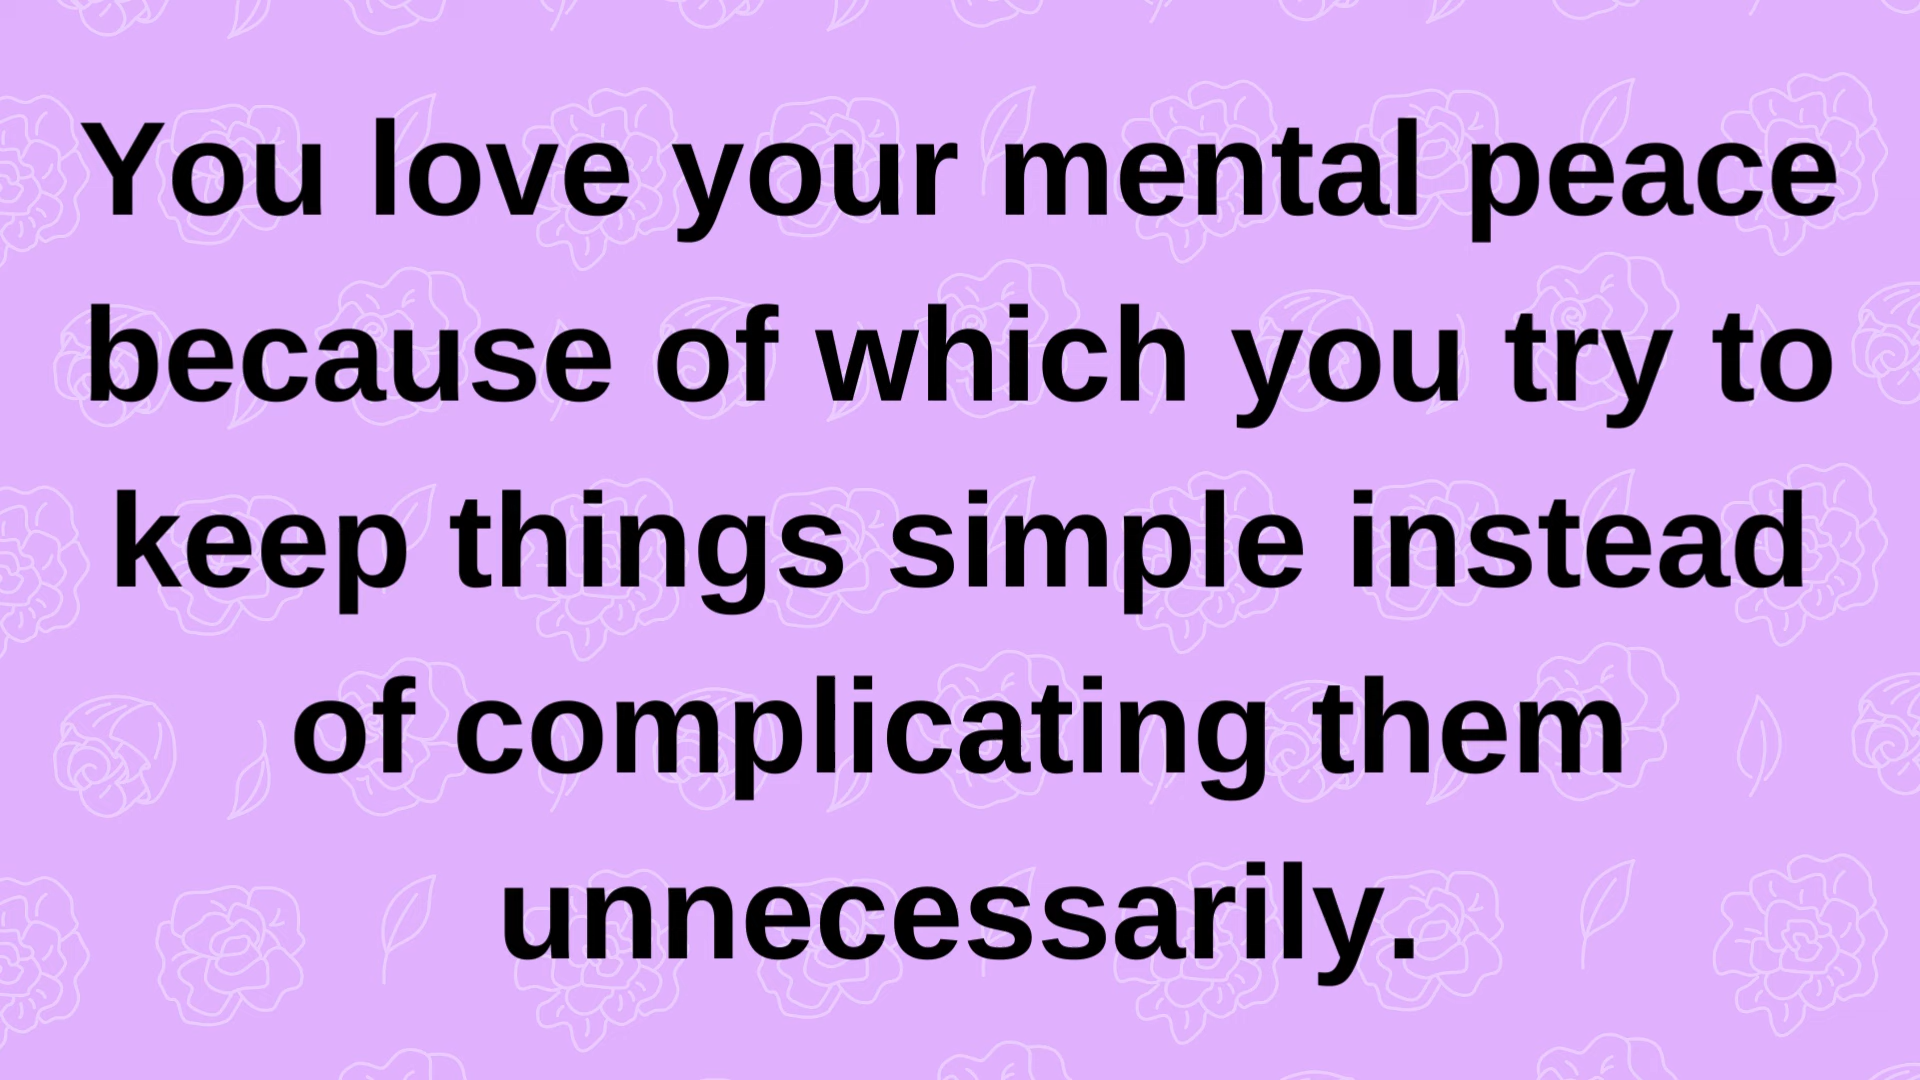 You love your mental peace
because of which you try to
keep things simple instead
of complicating them
unnecessarily.